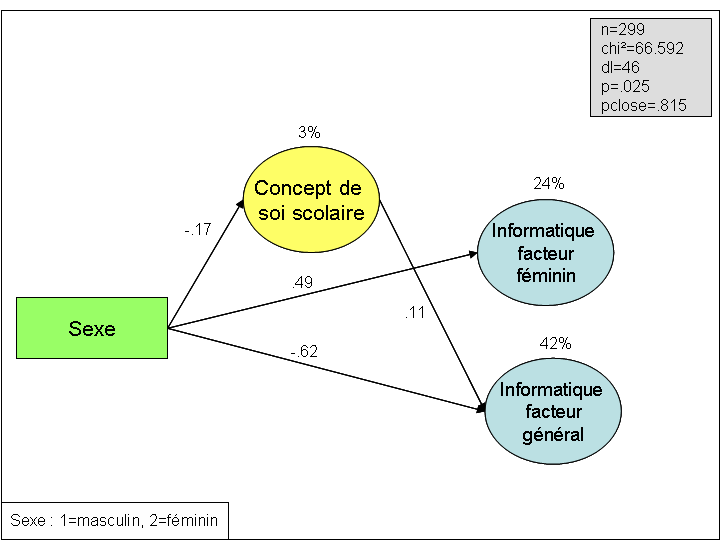 n=299
chi²=66.592
dl=46
p=.025
pclose=.815
3%
Concept de
soi scolaire
24%
Informatique
facteur
féminin
-.17
.49
.11
Sexe
-.62
42%
Informatique
facteur
général
Sexe : 1=masculin, 2=féminin